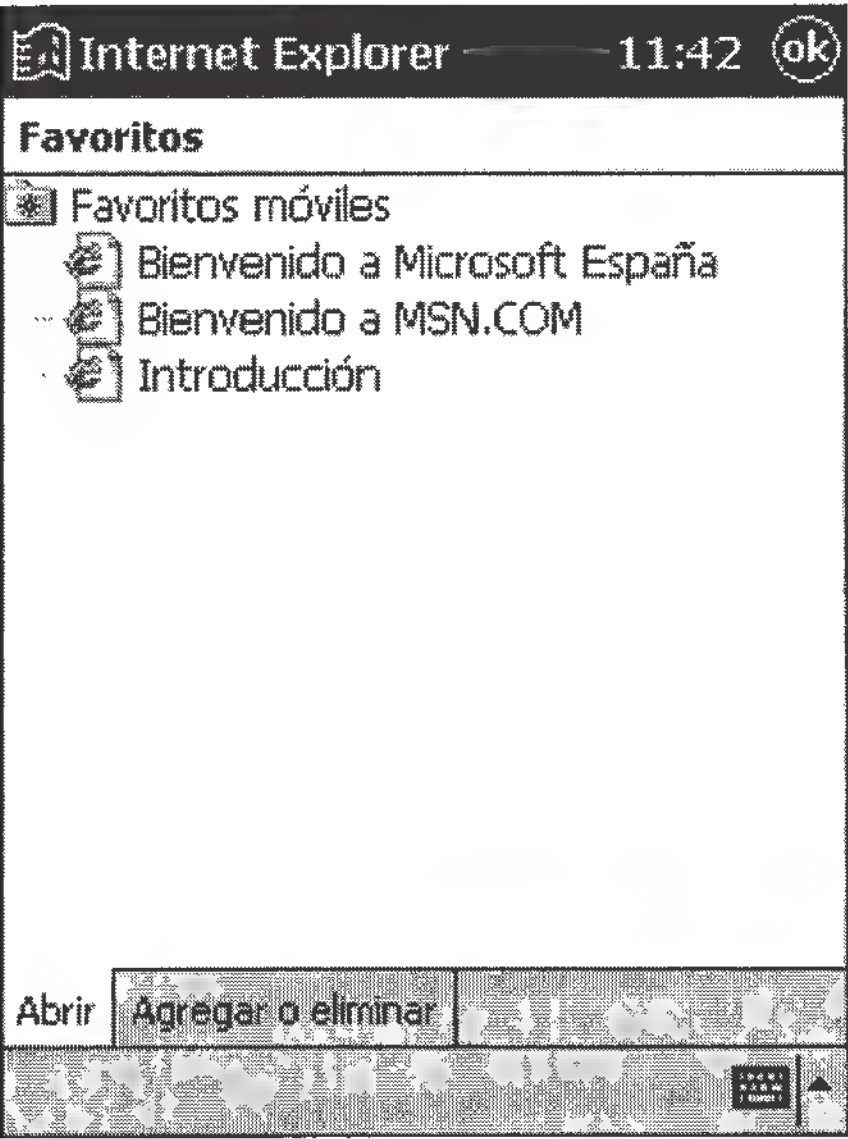 Internet Explorer 11:42 ok
Favoritos
Favoritos móviles
Bienvenido a Microsoft España
Bienvenido a MSN.COM
Introducción
Abrir Agregar o eliminar